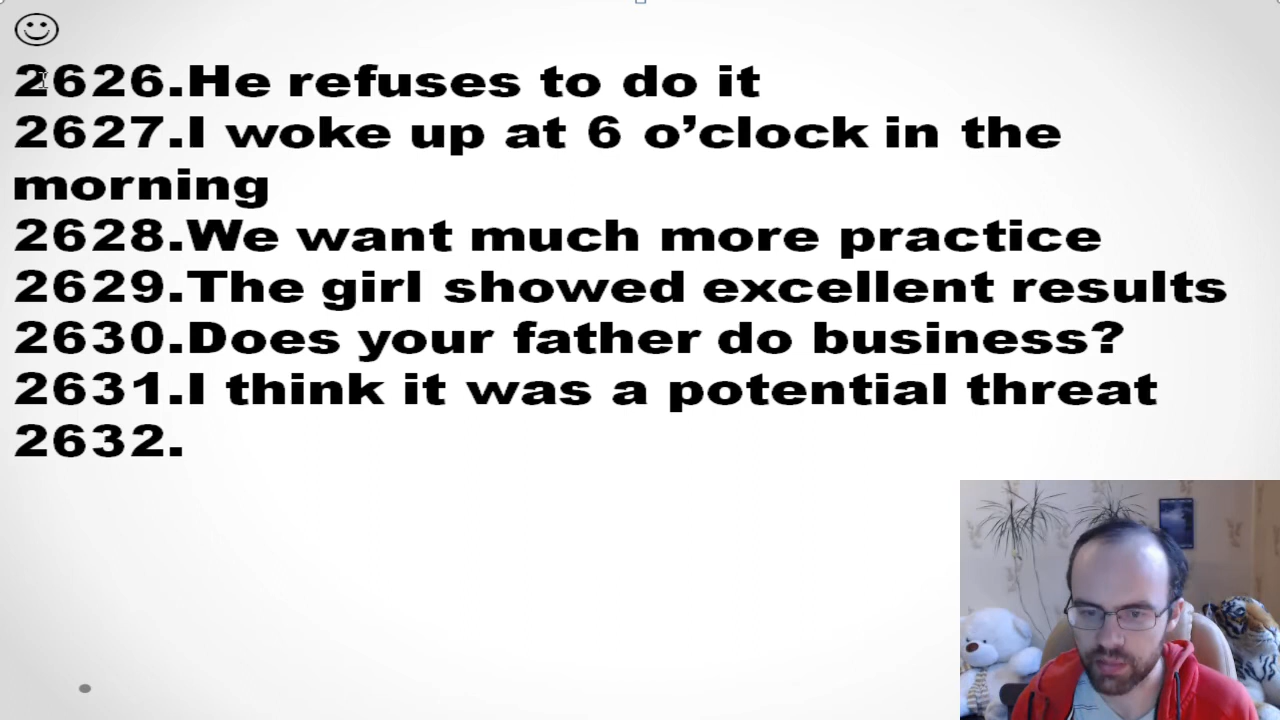 2626.He refuses to do it
2627.I woke up at 6 o’clock in the
morning
2628.We want much more practice
2629.The girl showed excellent results
2630.Does your father do business?
2631.I think it was a potential threat
2632.